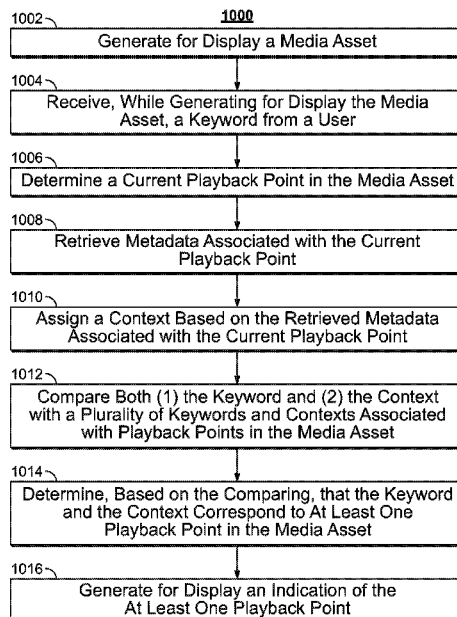 1000
1002
Generate for Display a Media Asset
1004
Receive, While Generating for Display the Media
Asset, a Keyword from a User
1006
Determine a Current Playback Point in the Media Asset
1008
Retrieve Metadata Associated with the Current
Playback Point
1010
Assign a Context Based on the Retrieved Metadata
Associated with the Current Playback Point
1012
Compare Both (1) the Keyword and (2) the Context
with a Plurality of Keywords and Contexts Associated
with Playback Points in the Media Asset
1014
Determine, Based on the Comparing, that the Keyword
and the Context Correspond to At Least One
Playback Point in the Media Asset
1016
Generate for Display an Indication of the
At Least One Playback Point